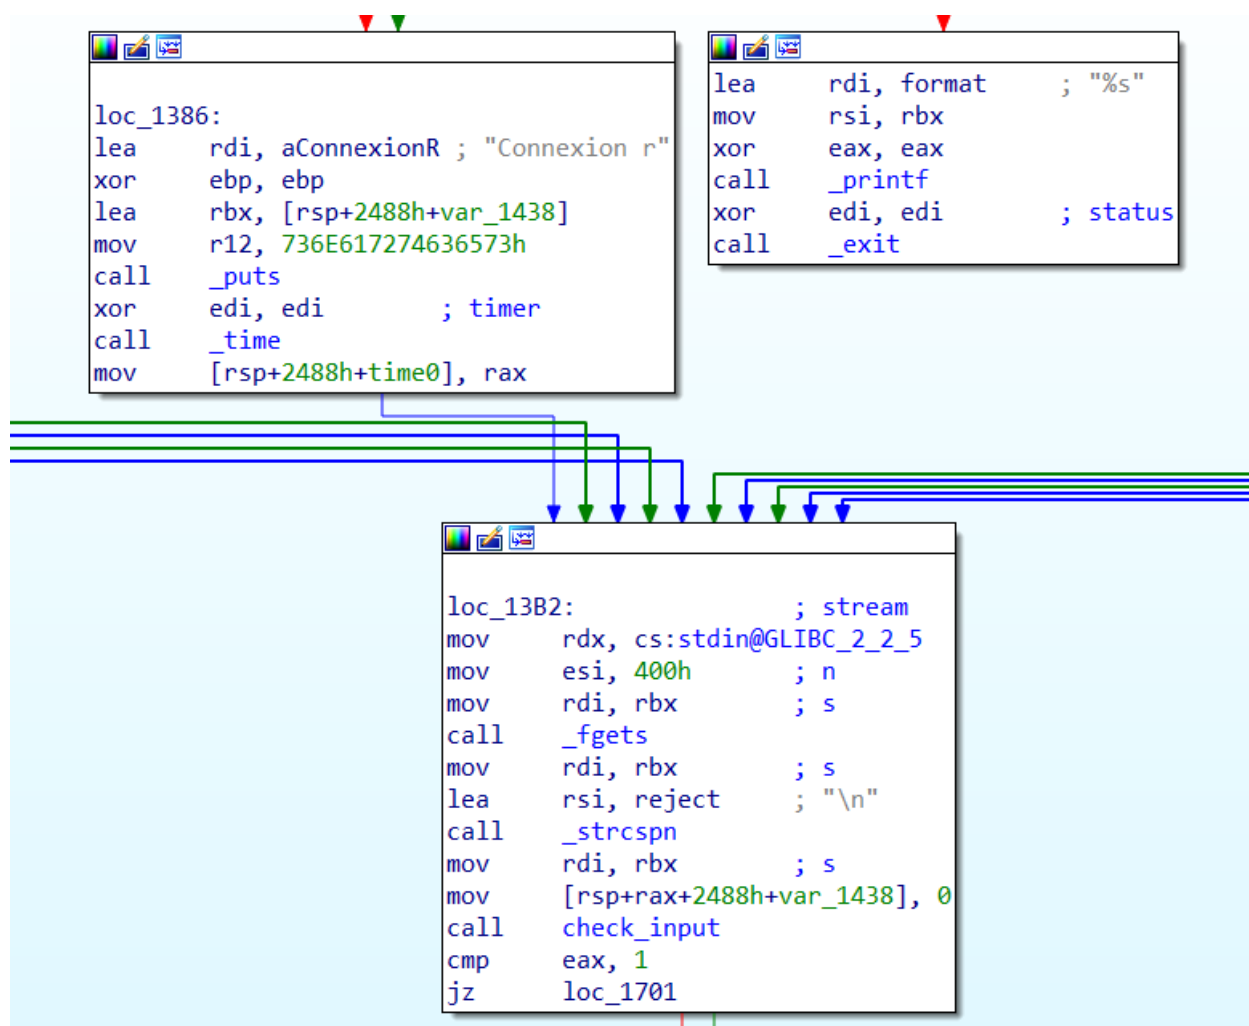 loc_1386:
lea rdi, aConnexionR ; "Connexion r"
xor ebp, ebp
lea rbx, [rsp+2488h+var_1438]
mov r12, 736E617274636573h
call _puts
xor edi, edi ; timer
call _time
mov [rsp+2488h+time0], rax
lea rdi, format ; "%s"
mov rsi, rbx
xor eax, eax
call _printf
xor edi, edi ; status
call _exit
loc_13B2: ; stream
mov rdx, cs:stdin@GLIBC_2_2_5
mov esi, 400h ; n
mov rdi, rbx ; s
call _fgets
mov rdi, rbx ; s
lea rsi, reject ; "\n"
call _strcspn
mov rdi, rbx ; s
mov [rsp+rax+2488h+var_1438], 0
call check_input
cmp eax, 1
jz loc_1701